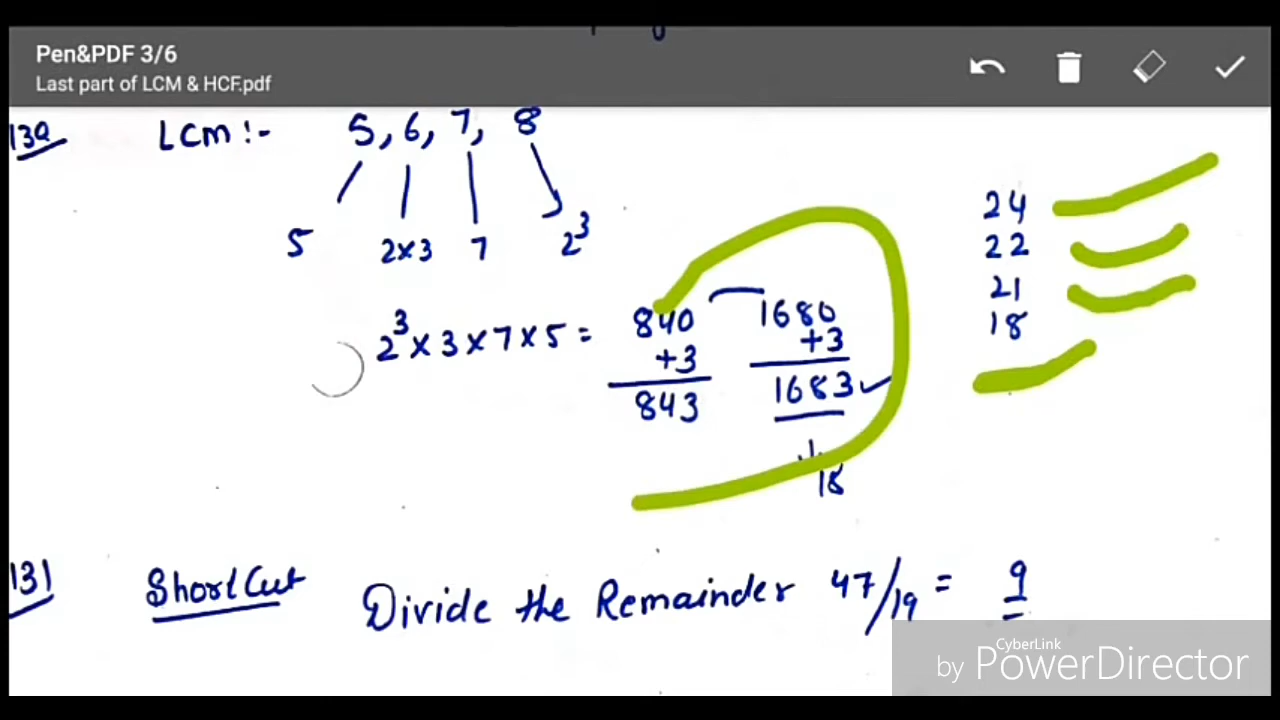 Pen&PDF 3/6
Last part of LCM & HCF.pdf
130 LCM :- 5, 6, 7, 8
5 2×3 7 2³
24
22
21
18
2³ × 3 × 7 × 5 = 840 1680
+3 +3
843 1683 ✓
18
131 ShortCut Divide the Remainder 47/19 = 9
CyberLink
by PowerDirector